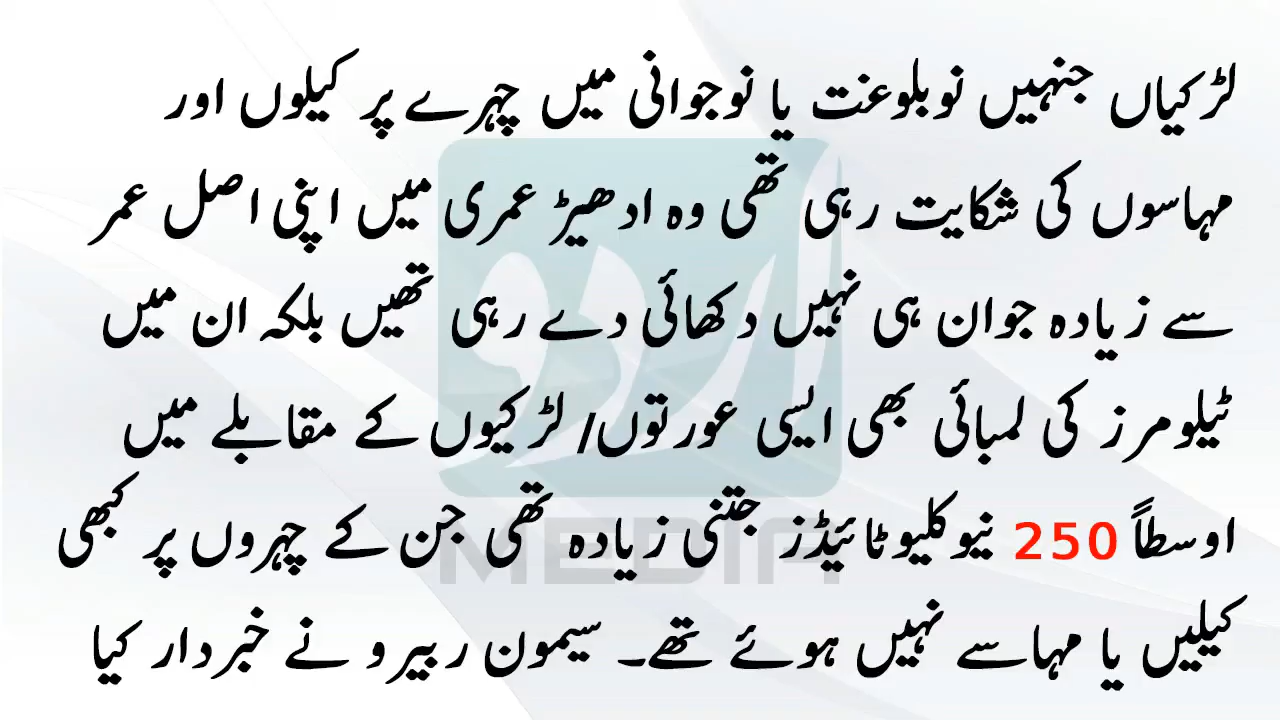 لڑکیاں جنہیں نوبلوغت یا نوجوانی میں چہرے پر کیلوں اور
مہاسوں کی شکایت رہی تھی وہ ادھیڑ عمری میں اپنی اصل عمر
سے زیادہ جوان ہی نہیں دکھائی دے رہی تھیں بلکہ ان میں
ٹیلومرز کی لمبائی بھی ایسی عورتوں/ لڑکیوں کے مقابلے میں
اوسطاً 250 نیوکلیوٹائیڈز جتنی زیادہ تھی جن کے چہروں پر کبھی
کیلیں یا مہاسے نہیں ہوئے تھے۔ سیمون ریبیرو نے خبردار کیا
اردو
MEDIA